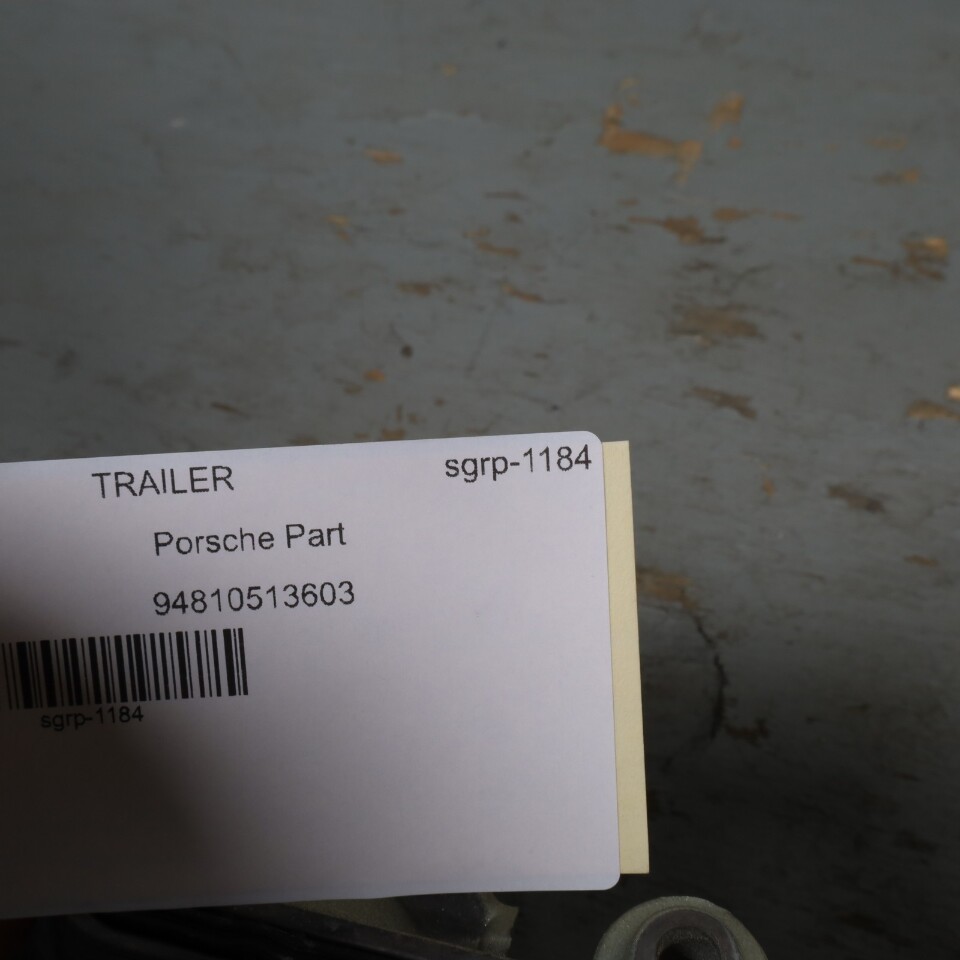 TRAILER sgrp-1184
Porsche Part
94810513603
sgrp-1184